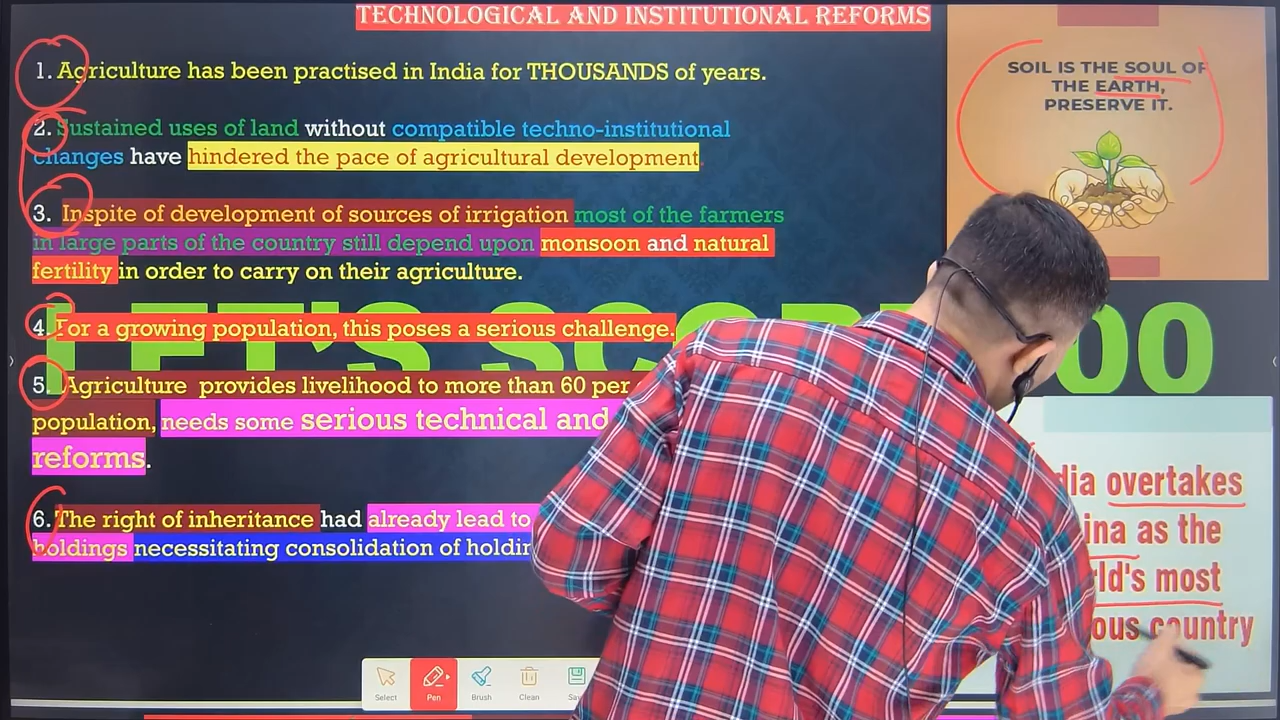 TECHNOLOGICAL AND INSTITUTIONAL REFORMS
1. Agriculture has been practised in India for THOUSANDS of years.
2. Sustained uses of land without compatible techno-institutional
changes have hindered the pace of agricultural development.
3. Inspite of development of sources of irrigation most of the farmers
in large parts of the country still depend upon monsoon and natural
fertility in order to carry on their agriculture.
4. For a growing population, this poses a serious challenge.
5. Agriculture provides livelihood to more than 60 per
population, needs some serious technical and
reforms.
6. The right of inheritance had already lead to
holdings necessitating consolidation of
SOIL IS THE SOUL OF
THE EARTH,
PRESERVE IT.
LET'S
overtakes
as the
most
country
Select
Pen
Brush
Clean